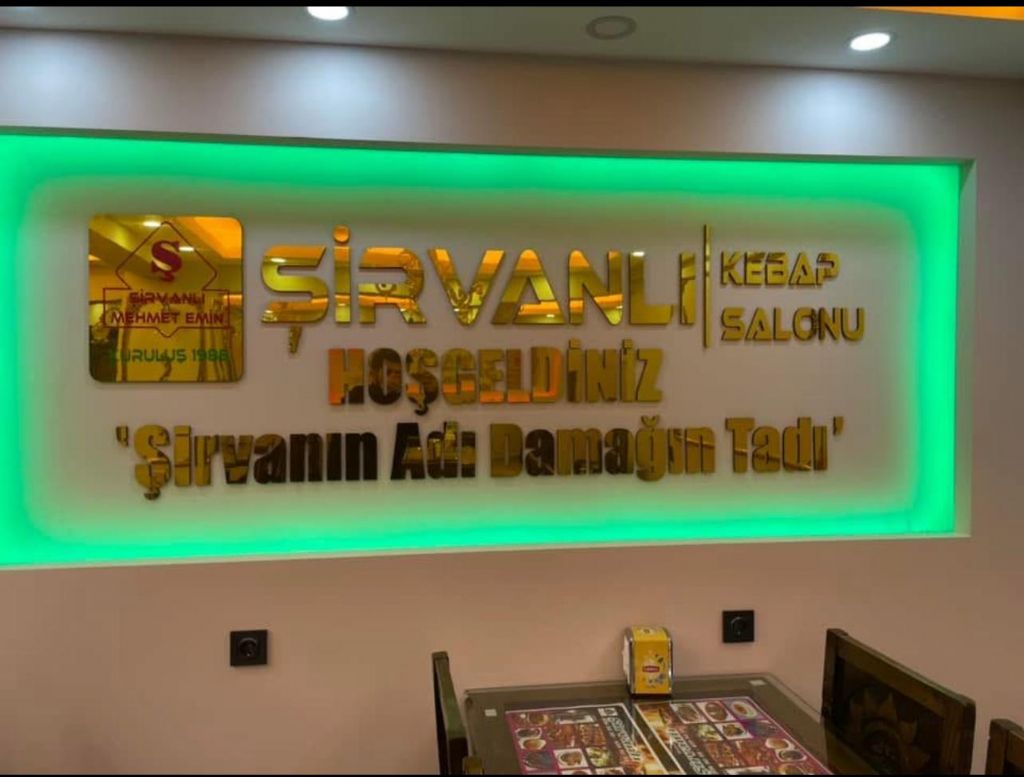 Ş
ŞİRVANLI
MEHMET EMİN
KURULUŞ 1988
ŞİRVANLI
KEBAP
SALONU
HOŞGELDİNİZ
'Şirvanın Adı Damağın Tadı'